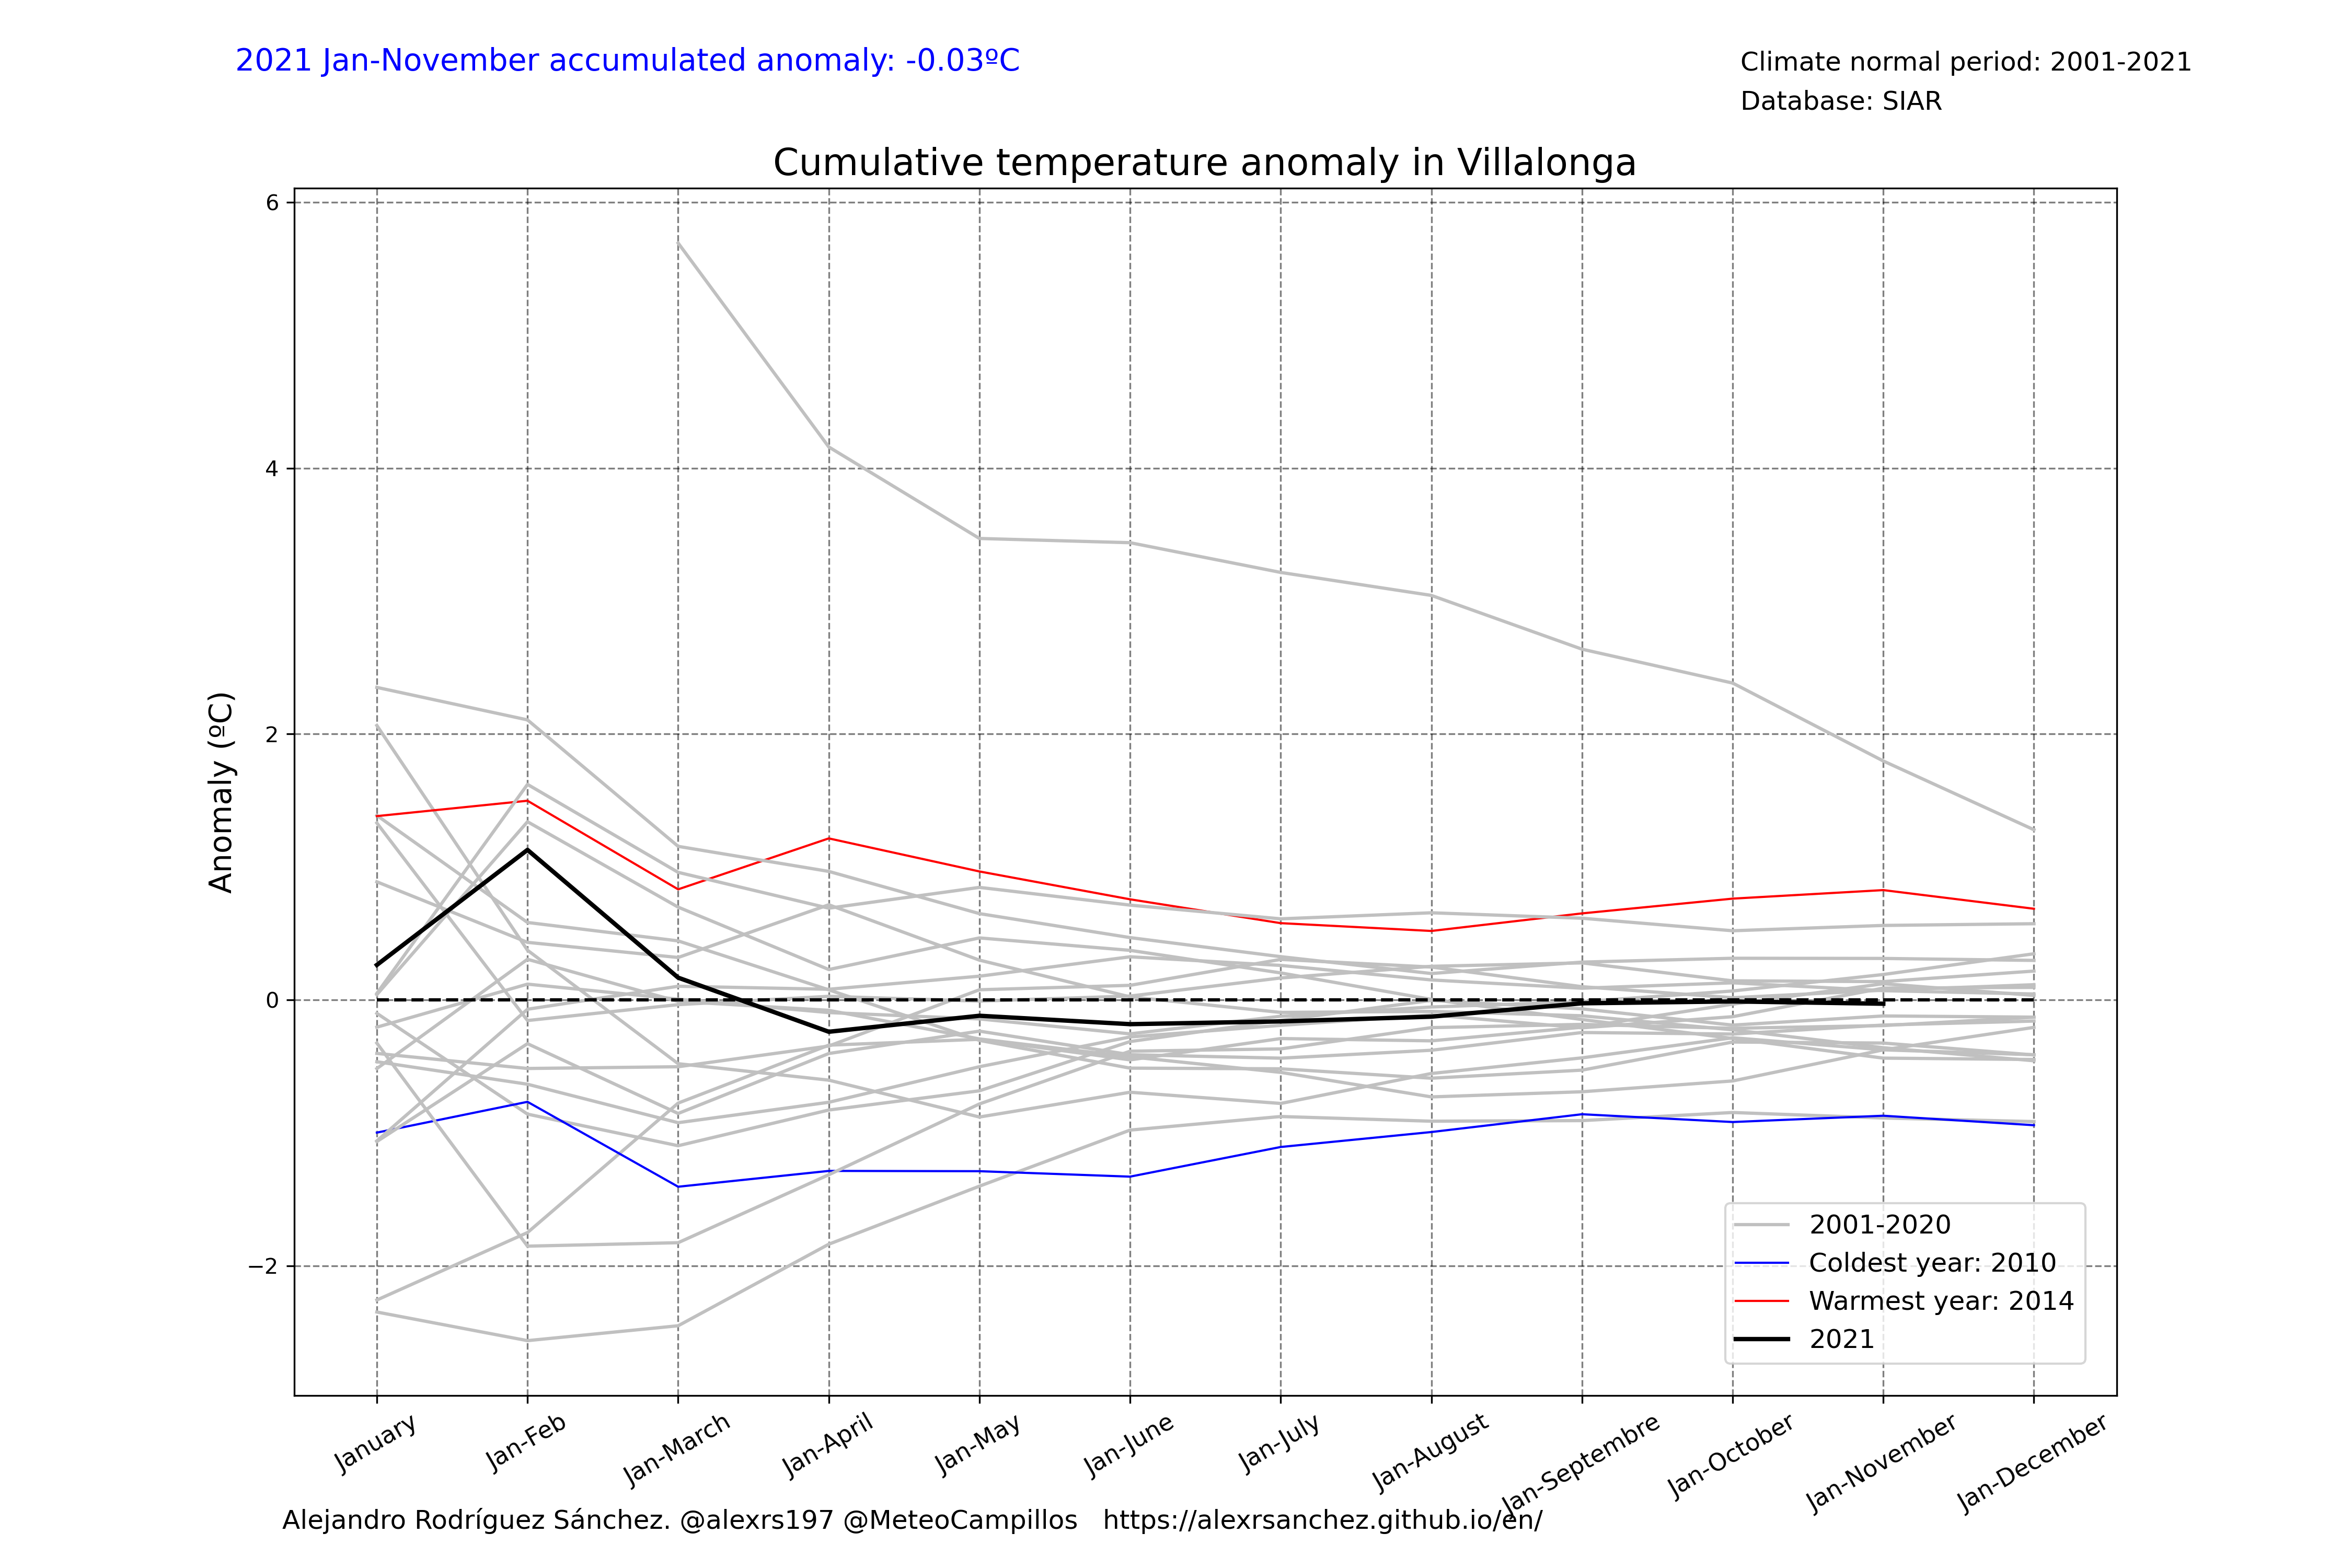 2021 Jan-November accumulated anomaly: -0.03ºC
Climate normal period: 2001-2021
Database: SIAR
Cumulative temperature anomaly in Villalonga
6
4
2
0
−2
Anomaly (ºC)
2001-2020
Coldest year: 2010
Warmest year: 2014
2021
January
Jan-Feb
Jan-March
Jan-April
Jan-May
Jan-June
Jan-July
Jan-August
Jan-Septembre
Jan-October
Jan-November
Jan-December
Alejandro Rodríguez Sánchez. @alexrs197 @MeteoCampillos   https://alexrsanchez.github.io/en/